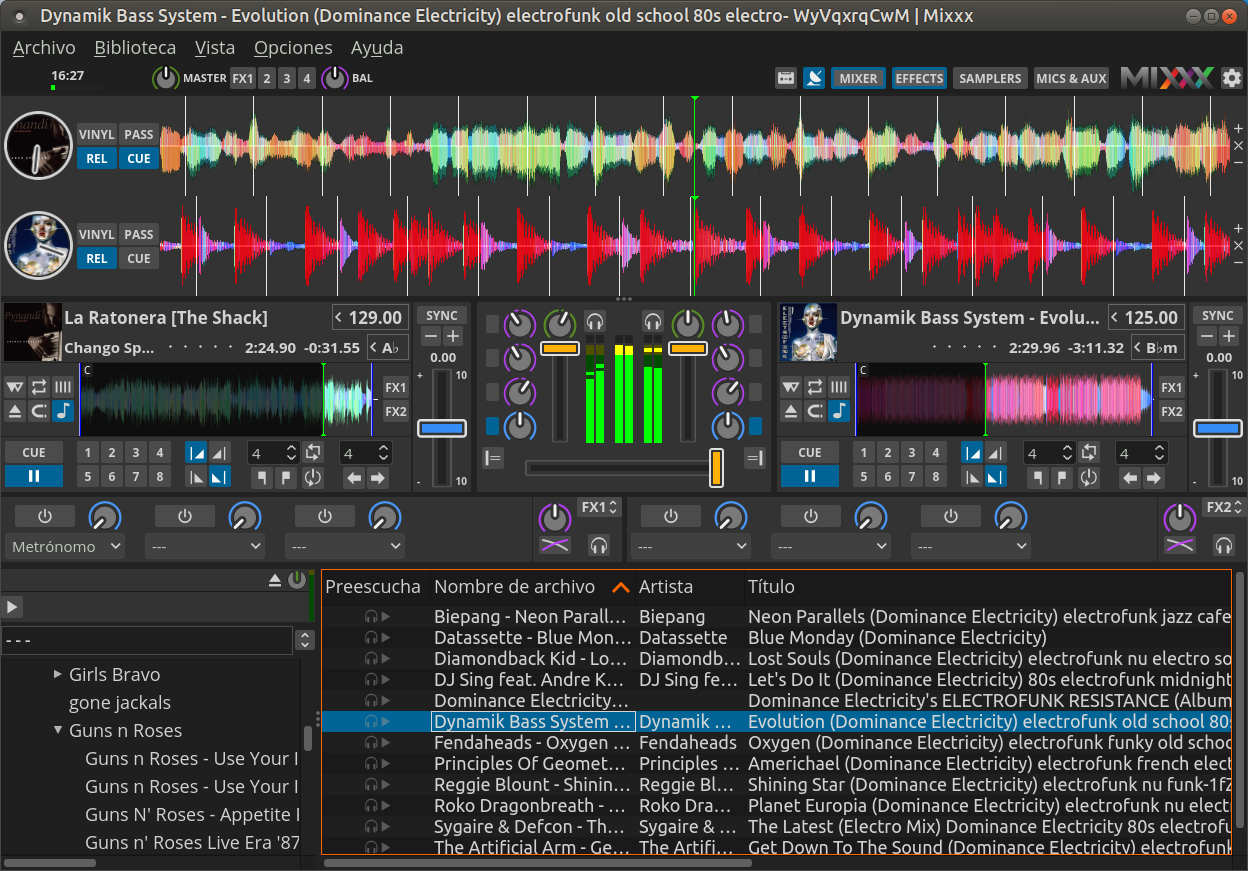 Dynamik Bass System - Evolution (Dominance Electricity) electrofunk old school 80s electro- WyVqxrqCwM | Mixxx
Archivo Biblioteca Vista Opciones Ayuda
16:27 MASTER FX1 2 3 4 BAL MIXER EFFECTS SAMPLERS MICS & AUX MIXXX
VINYL PASS
REL CUE
VINYL PASS
REL CUE
La Ratonera [The Shack] < 129.00 SYNC
Chango Sp... 2:24.90 -0:31.55 < A♭ 0.00
C FX1 + 10
FX2
CUE 1 2 3 4 4 4
5 6 7 8 - 10
Dynamik Bass System - Evolu... < 125.00 SYNC
2:29.96 -3:11.32 < B♭m 0.00
C FX1 + 10
FX2
CUE 1 2 3 4 4 4
5 6 7 8 - 10
FX1 FX2
Metrónomo --- --- --- --- ---
Preescucha Nombre de archivo Artista Título
Biepang - Neon Parall... Biepang Neon Parallels (Dominance Electricity) electrofunk jazz cafe
Datassette - Blue Mon... Datassette Blue Monday (Dominance Electricity)
Diamondback Kid - Lo... Diamondb... Lost Souls (Dominance Electricity) electrofunk nu electro so
DJ Sing feat. Andre K... DJ Sing fe... Let's Do It (Dominance Electricity) 80s electrofunk midnight
Dominance Electricity... Dominance Electricity's ELECTROFUNK RESISTANCE (Album
Dynamik Bass System ... Dynamik ... Evolution (Dominance Electricity) electrofunk old school 80s
Fendaheads - Oxygen ... Fendaheads Oxygen (Dominance Electricity) electrofunk funky old schoo
Principles Of Geomet... Principles ... Americhael (Dominance Electricity) electrofunk french elect
Reggie Blount - Shinin... Reggie Bl... Shining Star (Dominance Electricity) electrofunk nu funk-1fZ
Roko Dragonbreath - ... Roko Dra... Planet Europia (Dominance Electricity) electrofunk nu elect
Sygaire & Defcon - Th... Sygaire & ... The Latest (Electro Mix) Dominance Electricity 80s electrofu
The Artificial Arm - Ge... The Artifi... Get Down To The Sound (Dominance Electricity) electrofunk
---
Girls Bravo
gone jackals
Guns n Roses
Guns n Roses - Use Your I
Guns n Roses - Use Your I
Guns N' Roses - Appetite
Guns n' Roses Live Era '87